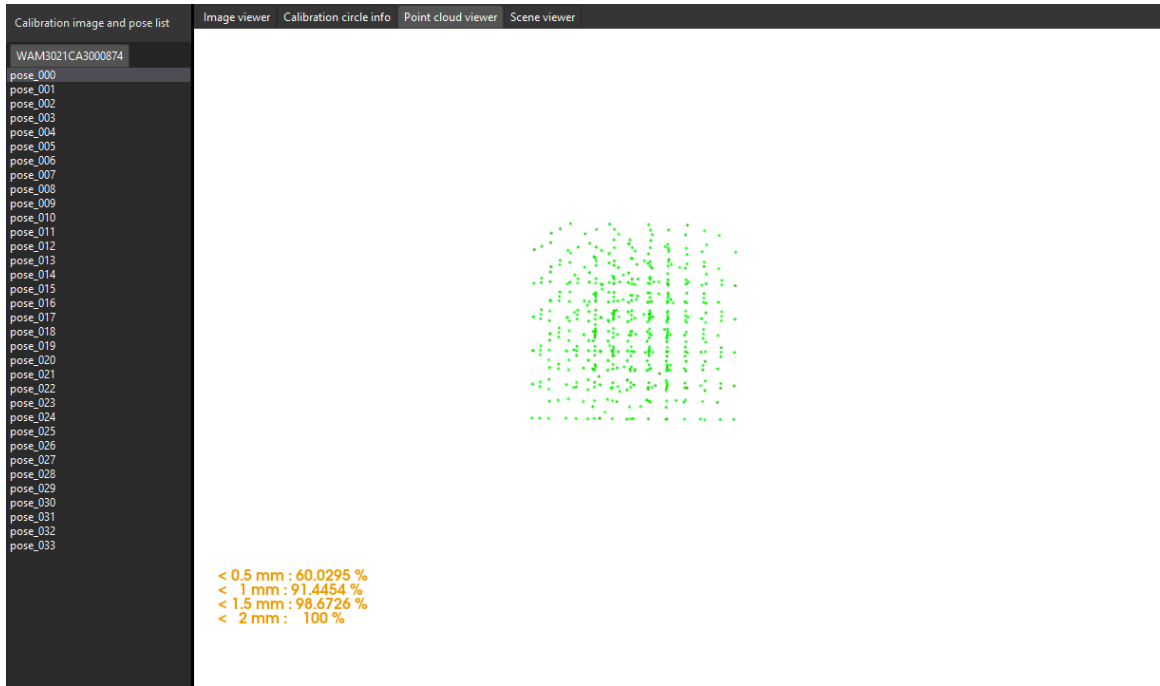 Calibration image and pose list
Image viewer Calibration circle info Point cloud viewer Scene viewer
WAM3021CA3000874
pose_000
pose_001
pose_002
pose_003
pose_004
pose_005
pose_006
pose_007
pose_008
pose_009
pose_010
pose_011
pose_012
pose_013
pose_014
pose_015
pose_016
pose_017
pose_018
pose_019
pose_020
pose_021
pose_022
pose_023
pose_024
pose_025
pose_026
pose_027
pose_028
pose_029
pose_030
pose_031
pose_032
pose_033
< 0.5 mm : 60.0295 %
< 1 mm : 91.4454 %
< 1.5 mm : 98.6726 %
< 2 mm : 100 %